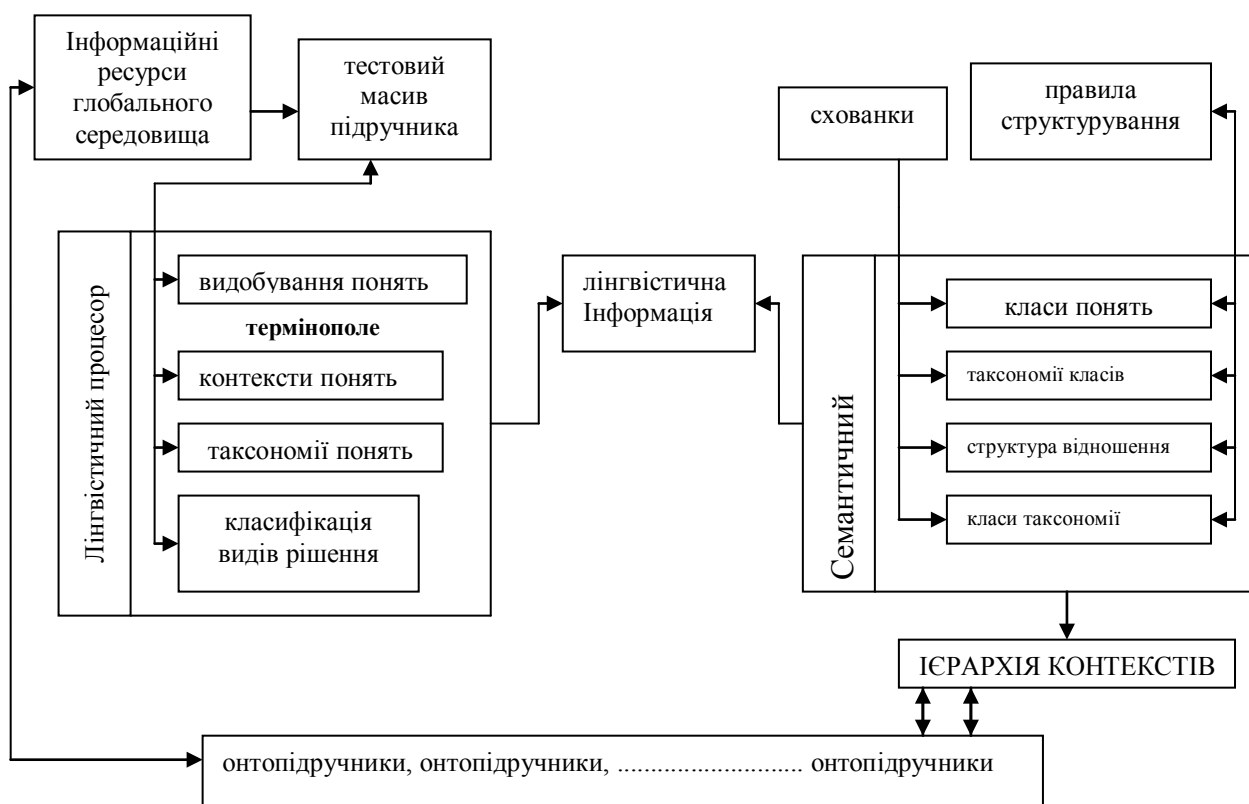 Інформаційні
ресурси
глобального
середовища
тестовий
масив
підручника
схованки
правила
структурування
Лінгвістичний процесор
видобування понять
термінополе
контексти понять
таксономії понять
класифікація
видів рішення
лінгвістична
Інформація
Семантичний
класи понять
таксономії класів
структура відношення
класи таксономії
ІЄРАРХІЯ КОНТЕКСТІВ
онтопідручники, онтопідручники, ............................ онтопідручники